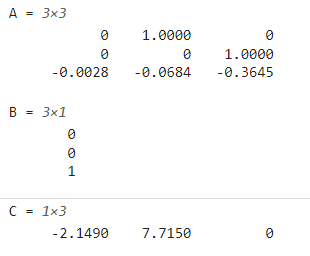 A = 3×3
0 1.0000 0
0 0 1.0000
-0.0028 -0.0684 -0.3645
B = 3×1
0
0
1
C = 1×3
-2.1490 7.7150 0